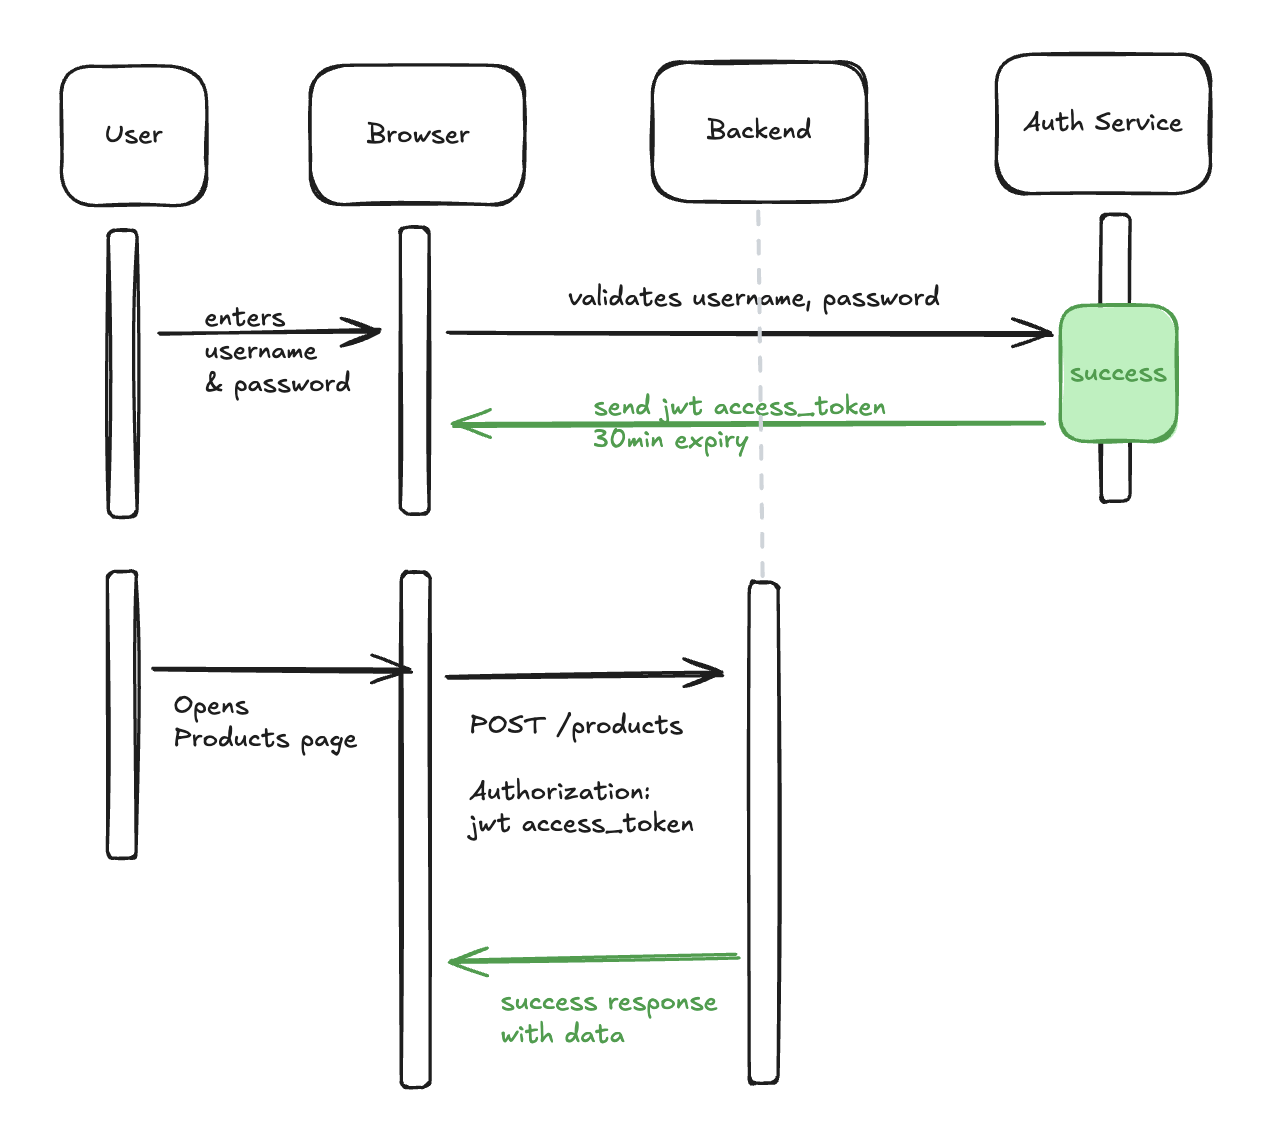 User
Browser
Backend
Auth Service
enters
username
& password
validates username, password
success
send jwt access_token
30min expiry
Opens
Products page
POST /products
Authorization:
jwt access_token
success response
with data